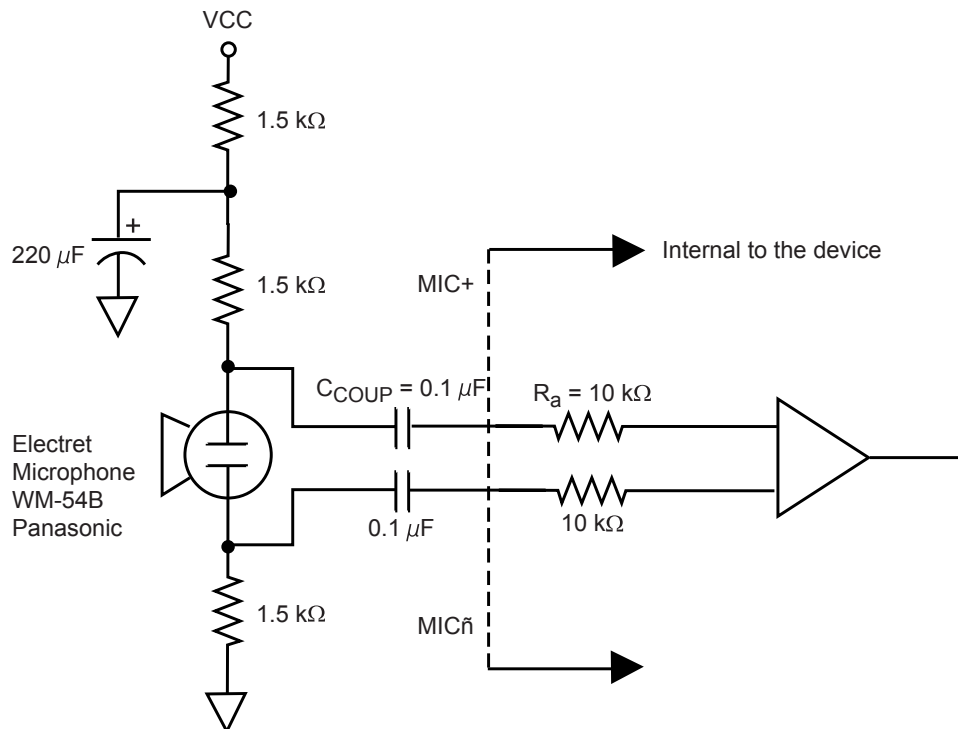 VCC
1.5 kΩ
220 µF
+
1.5 kΩ
Internal to the device
MIC+
C_COUP = 0.1 µF
R_a = 10 kΩ
Electret
Microphone
WM-54B
Panasonic
0.1 µF
10 kΩ
1.5 kΩ
MICñ